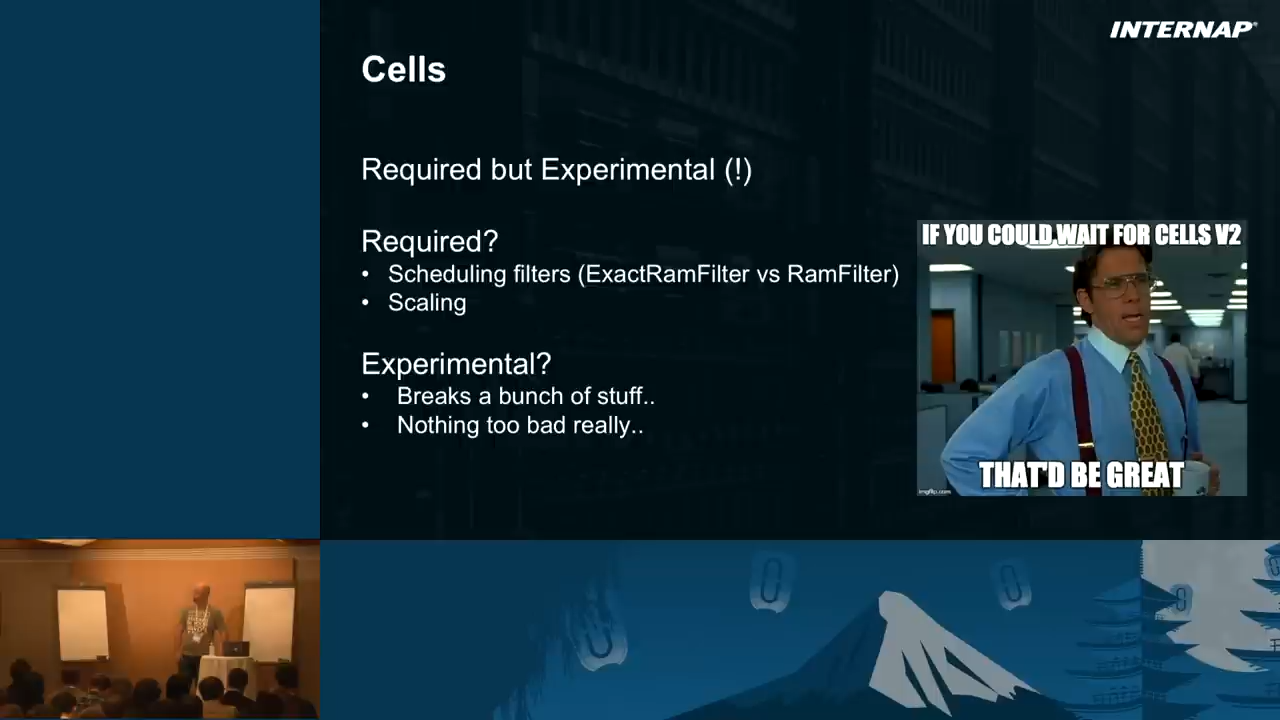 INTERNAP
Cells
Required but Experimental (!)
Required?
• Scheduling filters (ExactRamFilter vs RamFilter)
• Scaling
Experimental?
• Breaks a bunch of stuff..
• Nothing too bad really..
IF YOU COULD WAIT FOR CELLS V2
THAT'D BE GREAT
imgflip.com